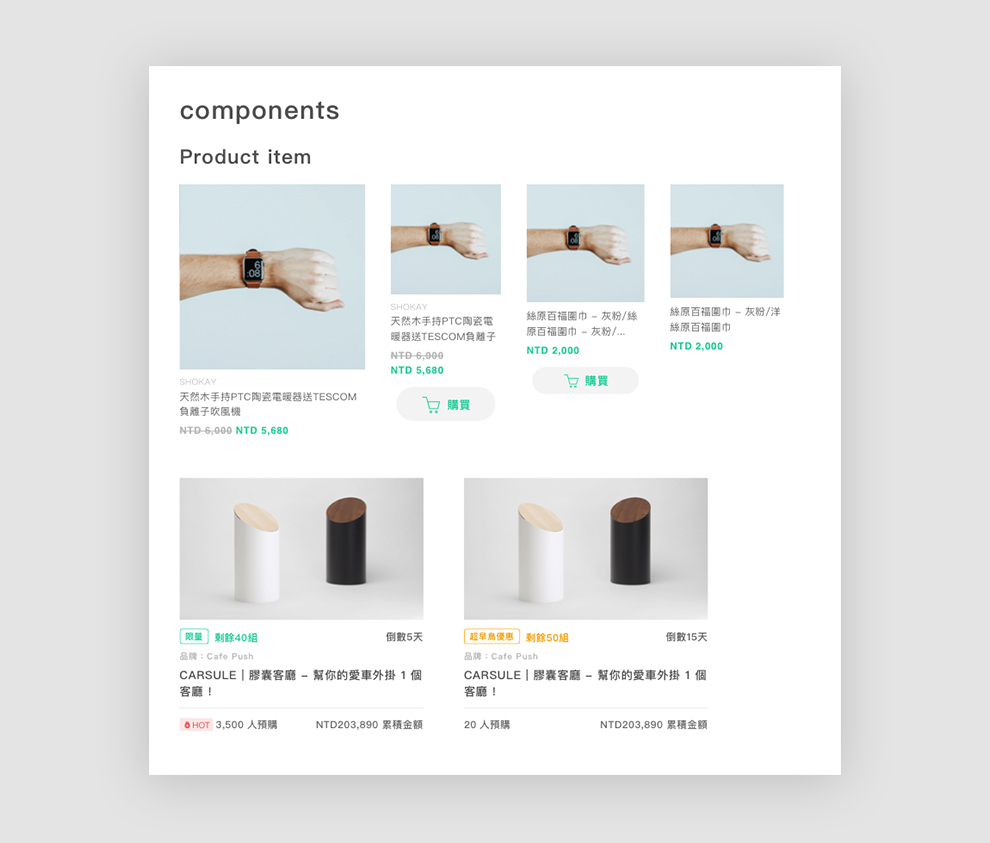 components
Product item
SHOKAY
天然木手持PTC陶瓷電暖器送TESCOM
負離子吹風機
NTD 6,000 NTD 5,680
SHOKAY
天然木手持PTC陶瓷電
暖器送TESCOM負離子
NTD 6,000
NTD 5,680
購買
絲原百福圍巾 – 灰粉/絲
原百福圍巾 – 灰粉/...
NTD 2,000
購買
絲原百福圍巾 – 灰粉/洋
絲原百福圍巾
NTD 2,000
限量 剩餘40組 倒數5天
品牌：Cafe Push
CARSULE｜膠囊客廳 – 幫你的愛車外掛 1 個
客廳！
HOT 3,500 人預購 NTD203,890 累積金額
超早鳥優惠 剩餘50組 倒數15天
品牌：Cafe Push
CARSULE｜膠囊客廳 – 幫你的愛車外掛 1 個
客廳！
20 人預購 NTD203,890 累積金額